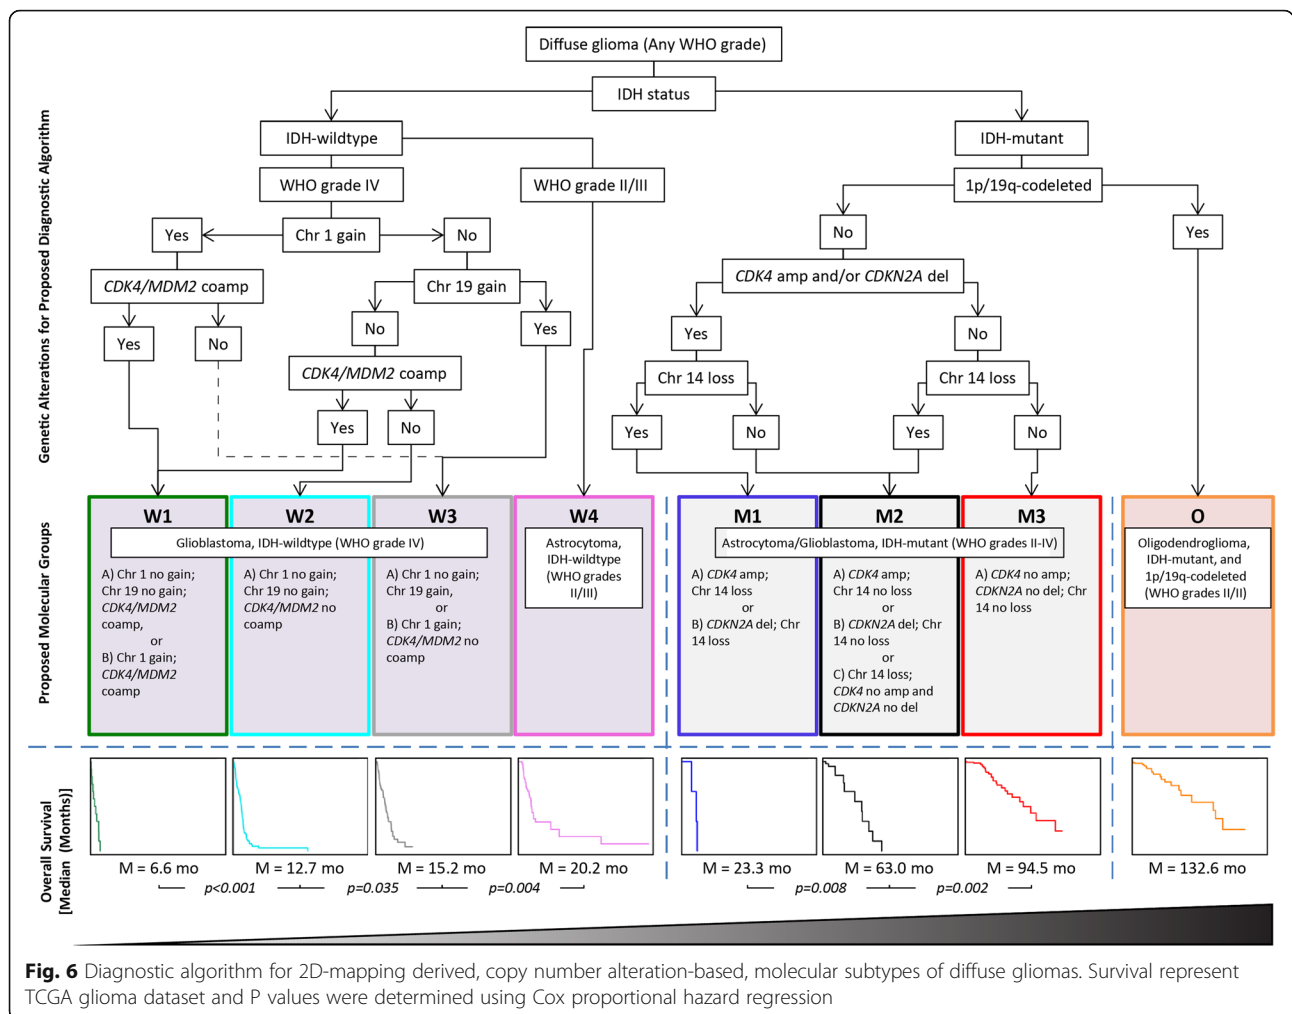 Diffuse glioma (Any WHO grade)
IDH status
IDH-wildtype
IDH-mutant
WHO grade IV
WHO grade II/III
1p/19q-codeleted
Yes
Chr 1 gain
No
No
Yes
CDK4/MDM2 coamp
Chr 19 gain
CDK4 amp and/or CDKN2A del
Yes
No
No
Yes
Yes
No
CDK4/MDM2 coamp
Chr 14 loss
Chr 14 loss
Yes
No
Yes
No
Yes
No
Genetic Alterations for Proposed Diagnostic Algorithm
Proposed Molecular Groups
W1
W2
W3
W4
M1
M2
M3
O
Glioblastoma, IDH-wildtype (WHO grade IV)
Astrocytoma,
IDH-wildtype
(WHO grades
II/III)
Astrocytoma/Glioblastoma, IDH-mutant (WHO grades II-IV)
Oligodendroglioma,
IDH-mutant, and
1p/19q-codeleted
(WHO grades II/II)
A) Chr 1 no gain;
Chr 19 no gain;
CDK4/MDM2
coamp,
or
B) Chr 1 gain;
CDK4/MDM2
coamp
A) Chr 1 no gain;
Chr 19 no gain;
CDK4/MDM2 no
coamp
A) Chr 1 no gain;
Chr 19 gain,
or
B) Chr 1 gain;
CDK4/MDM2 no
coamp
A) CDK4 amp;
Chr 14 loss
or
B) CDKN2A del; Chr
14 loss
A) CDK4 amp;
Chr 14 no loss
or
B) CDKN2A del; Chr
14 no loss
or
C) Chr 14 loss;
CDK4 no amp and
CDKN2A no del
A) CDK4 no amp;
CDKN2A no del; Chr
14 no loss
Overall Survival
[Median (Months)]
M = 6.6 mo
M = 12.7 mo
M = 15.2 mo
M = 20.2 mo
M = 23.3 mo
M = 63.0 mo
M = 94.5 mo
M = 132.6 mo
p<0.001
p=0.035
p=0.004
p=0.008
p=0.002
Fig. 6 Diagnostic algorithm for 2D-mapping derived, copy number alteration-based, molecular subtypes of diffuse gliomas. Survival represent
TCGA glioma dataset and P values were determined using Cox proportional hazard regression